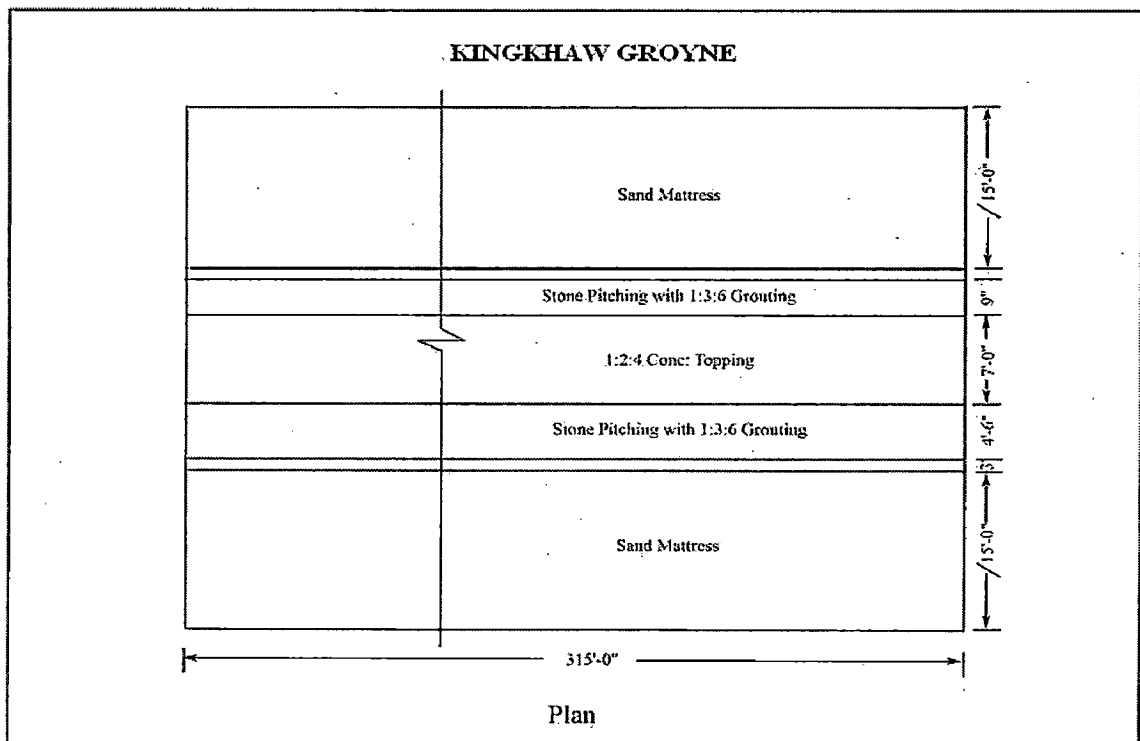 KINGKHAW GROYNE
15'-0"
Sand Mattress
Stone Pitching with 1:3:6 Grouting
9"
7'-0"
1:2:4 Conc: Topping
Stone Pitching with 1:3:6 Grouting
4'-6"
3'
Sand Mattress
15'-0"
315'-0"
Plan